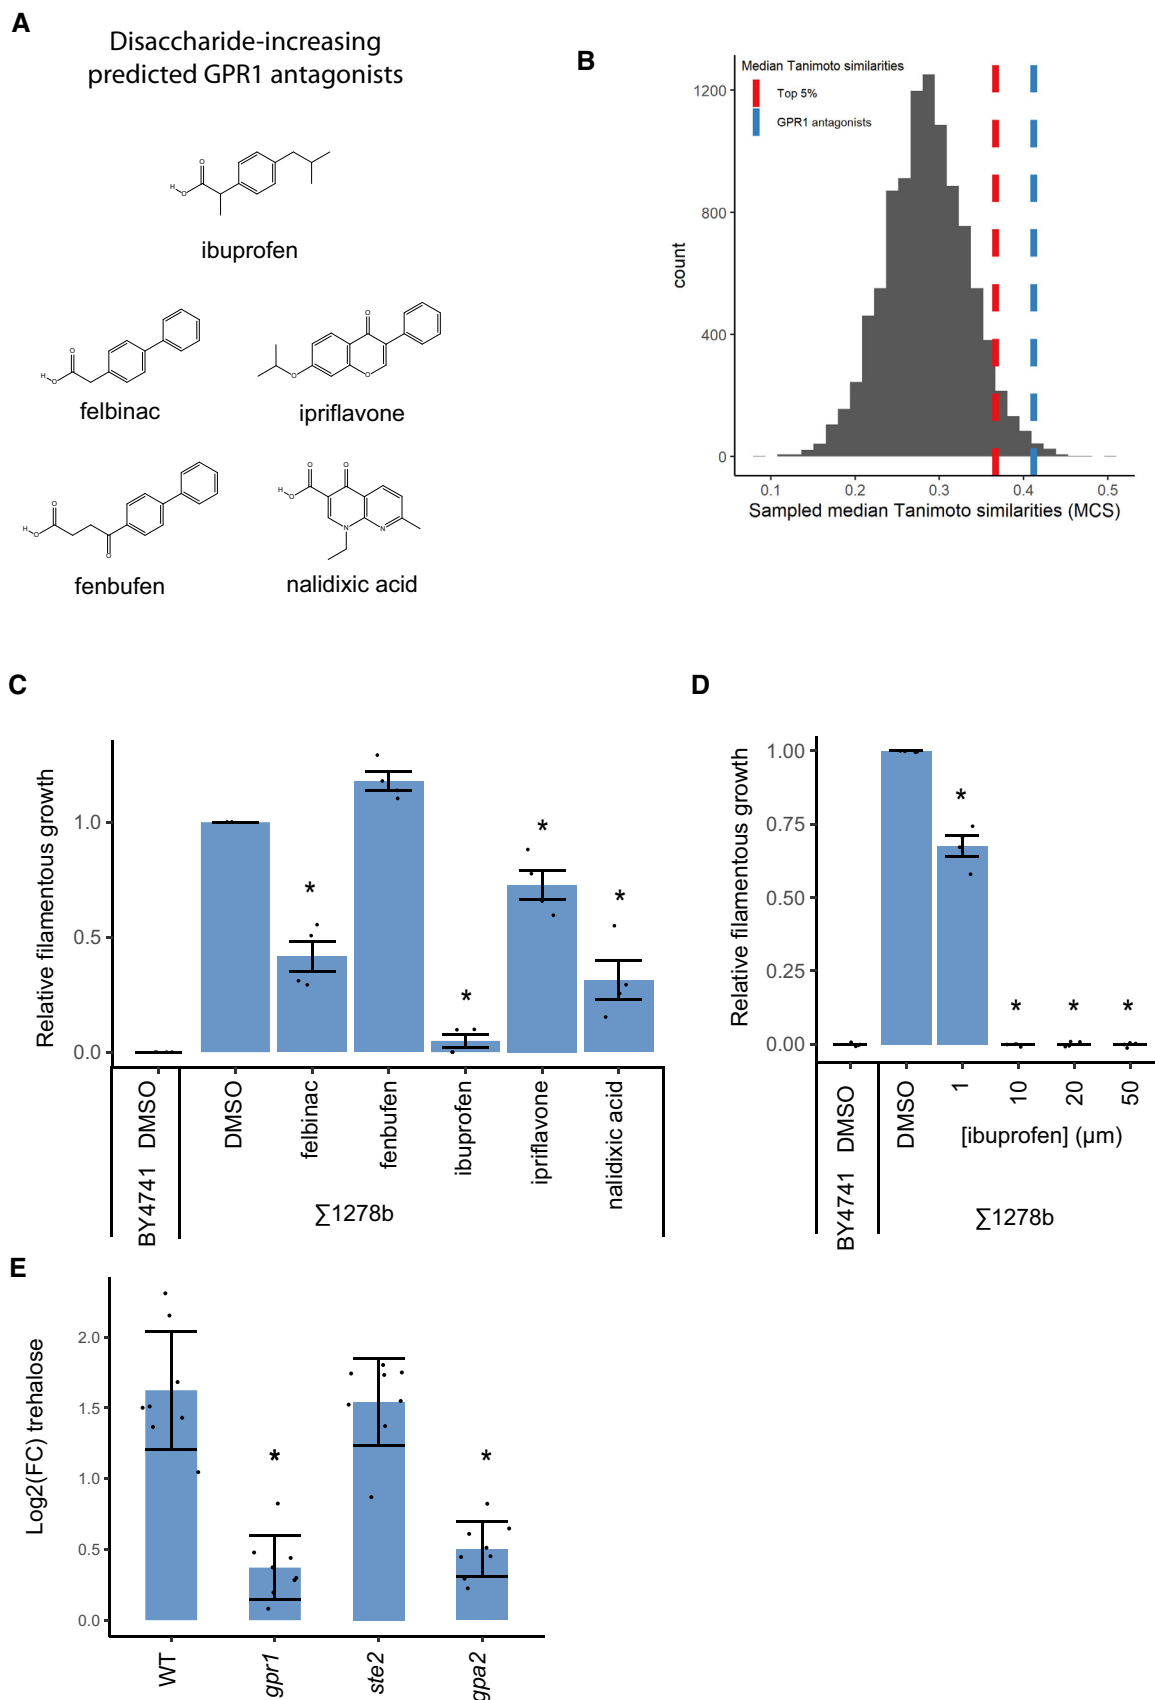 A
Disaccharide-increasing
predicted GPR1 antagonists
O
H
O
ibuprofen
O
H
O
felbinac
O
O
O
ipriflavone
O
H
O
O
fenbufen
O
O
H
O
N
N
nalidixic acid
B
Median Tanimoto similarities
Top 5%
GPR1 antagonists
1200
800
400
0
count
0.1
0.2
0.3
0.4
0.5
Sampled median Tanimoto similarities (MCS)
C
Relative filamentous growth
1.0
0.5
0.0
*
*
*
*
DMSO
DMSO
felbinac
fenbufen
ibuprofen
ipriflavone
nalidixic acid
BY4741
∑1278b
D
Relative filamentous growth
1.00
0.75
0.50
0.25
0.00
*
*
*
*
DMSO
DMSO
1
10
20
50
[ibuprofen] (µm)
BY4741
∑1278b
E
Log2(FC) trehalose
2.0
1.5
1.0
0.5
0.0
*
*
WT
gpr1
ste2
gpa2